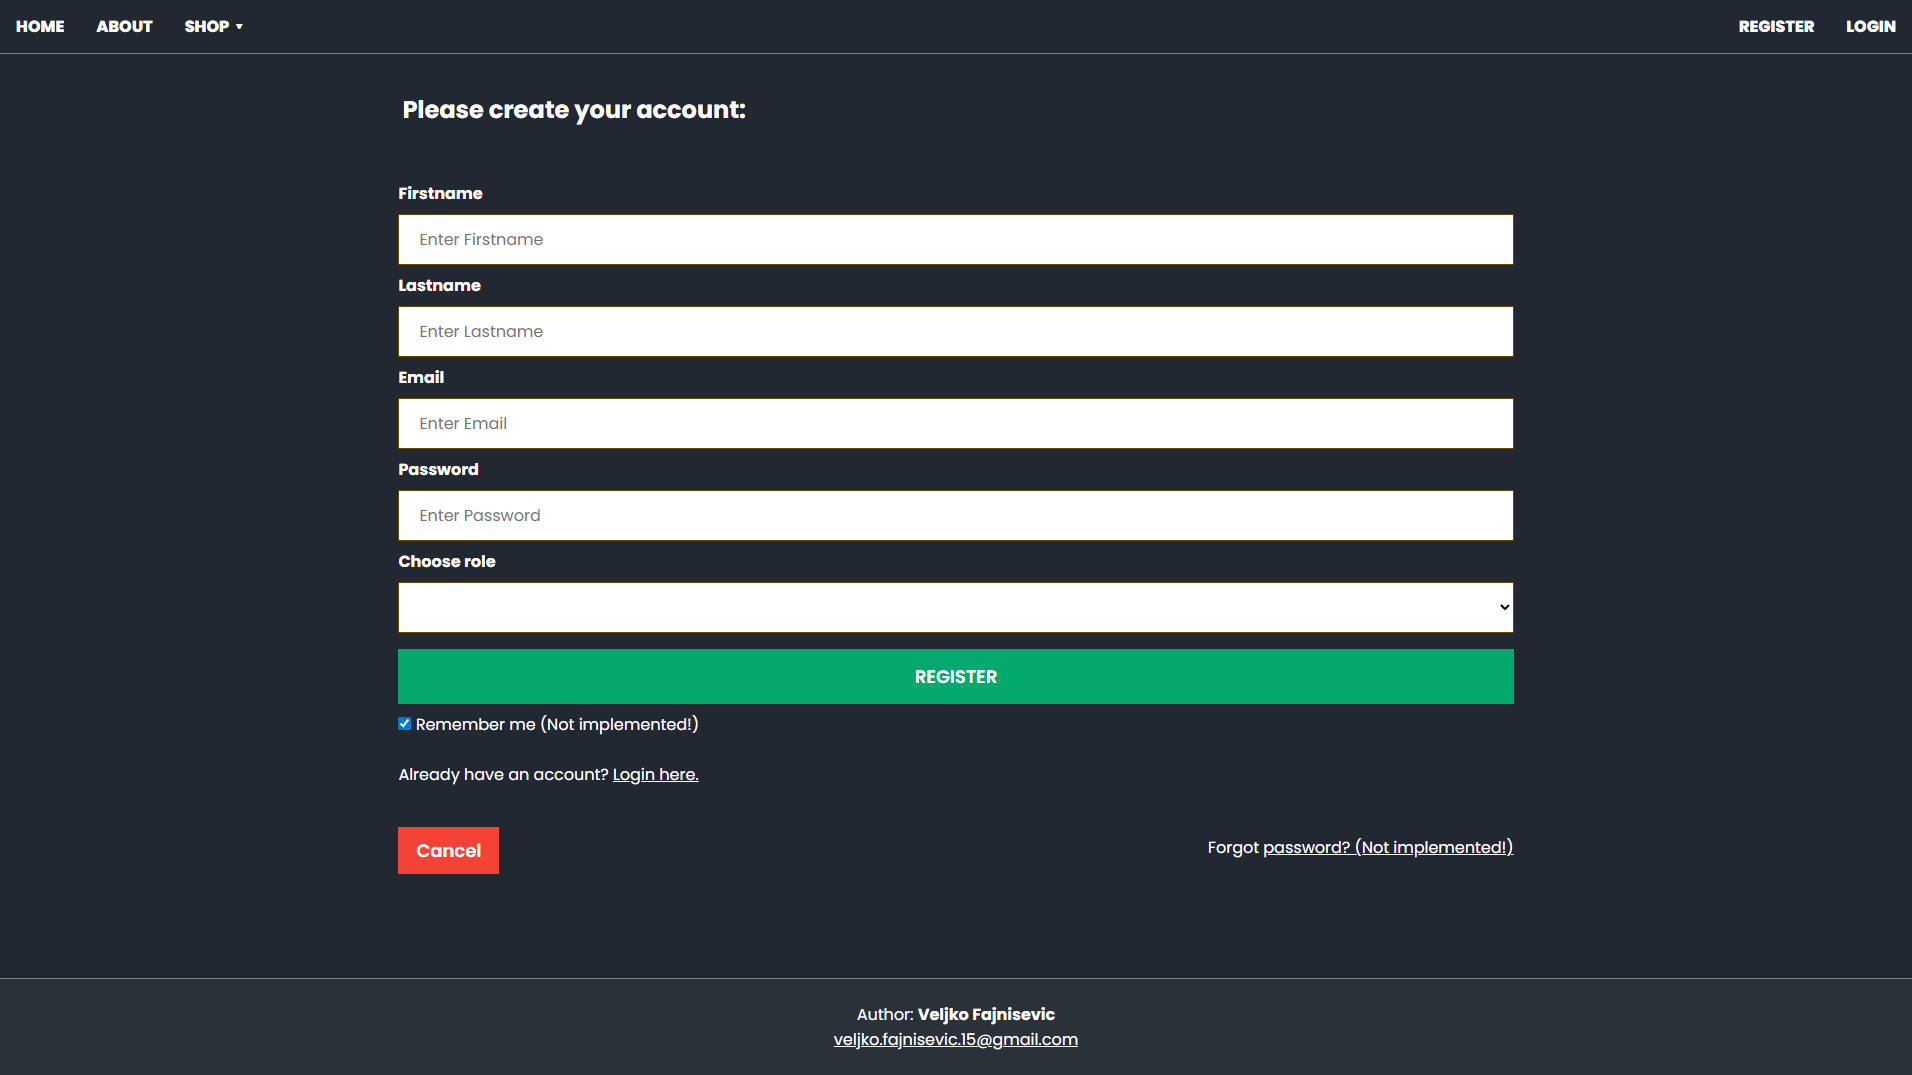 HOME ABOUT SHOP ▼ REGISTER LOGIN
Please create your account:
Firstname
Enter Firstname
Lastname
Enter Lastname
Email
Enter Email
Password
Enter Password
Choose role
REGISTER
Remember me (Not implemented!)
Already have an account? Login here.
Cancel Forgot password? (Not implemented!)
Author: Veljko Fajnisevic
veljko.fajnisevic.15@gmail.com